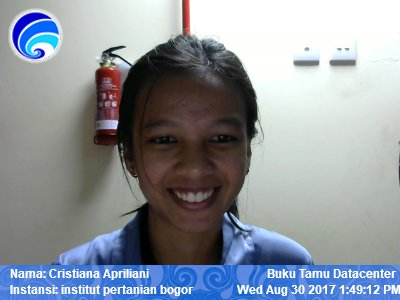 Nama: Cristiana Apriliani Buku Tamu Datacenter
Instansi: institut pertanian bogor Wed Aug 30 2017 1:49:12 PM